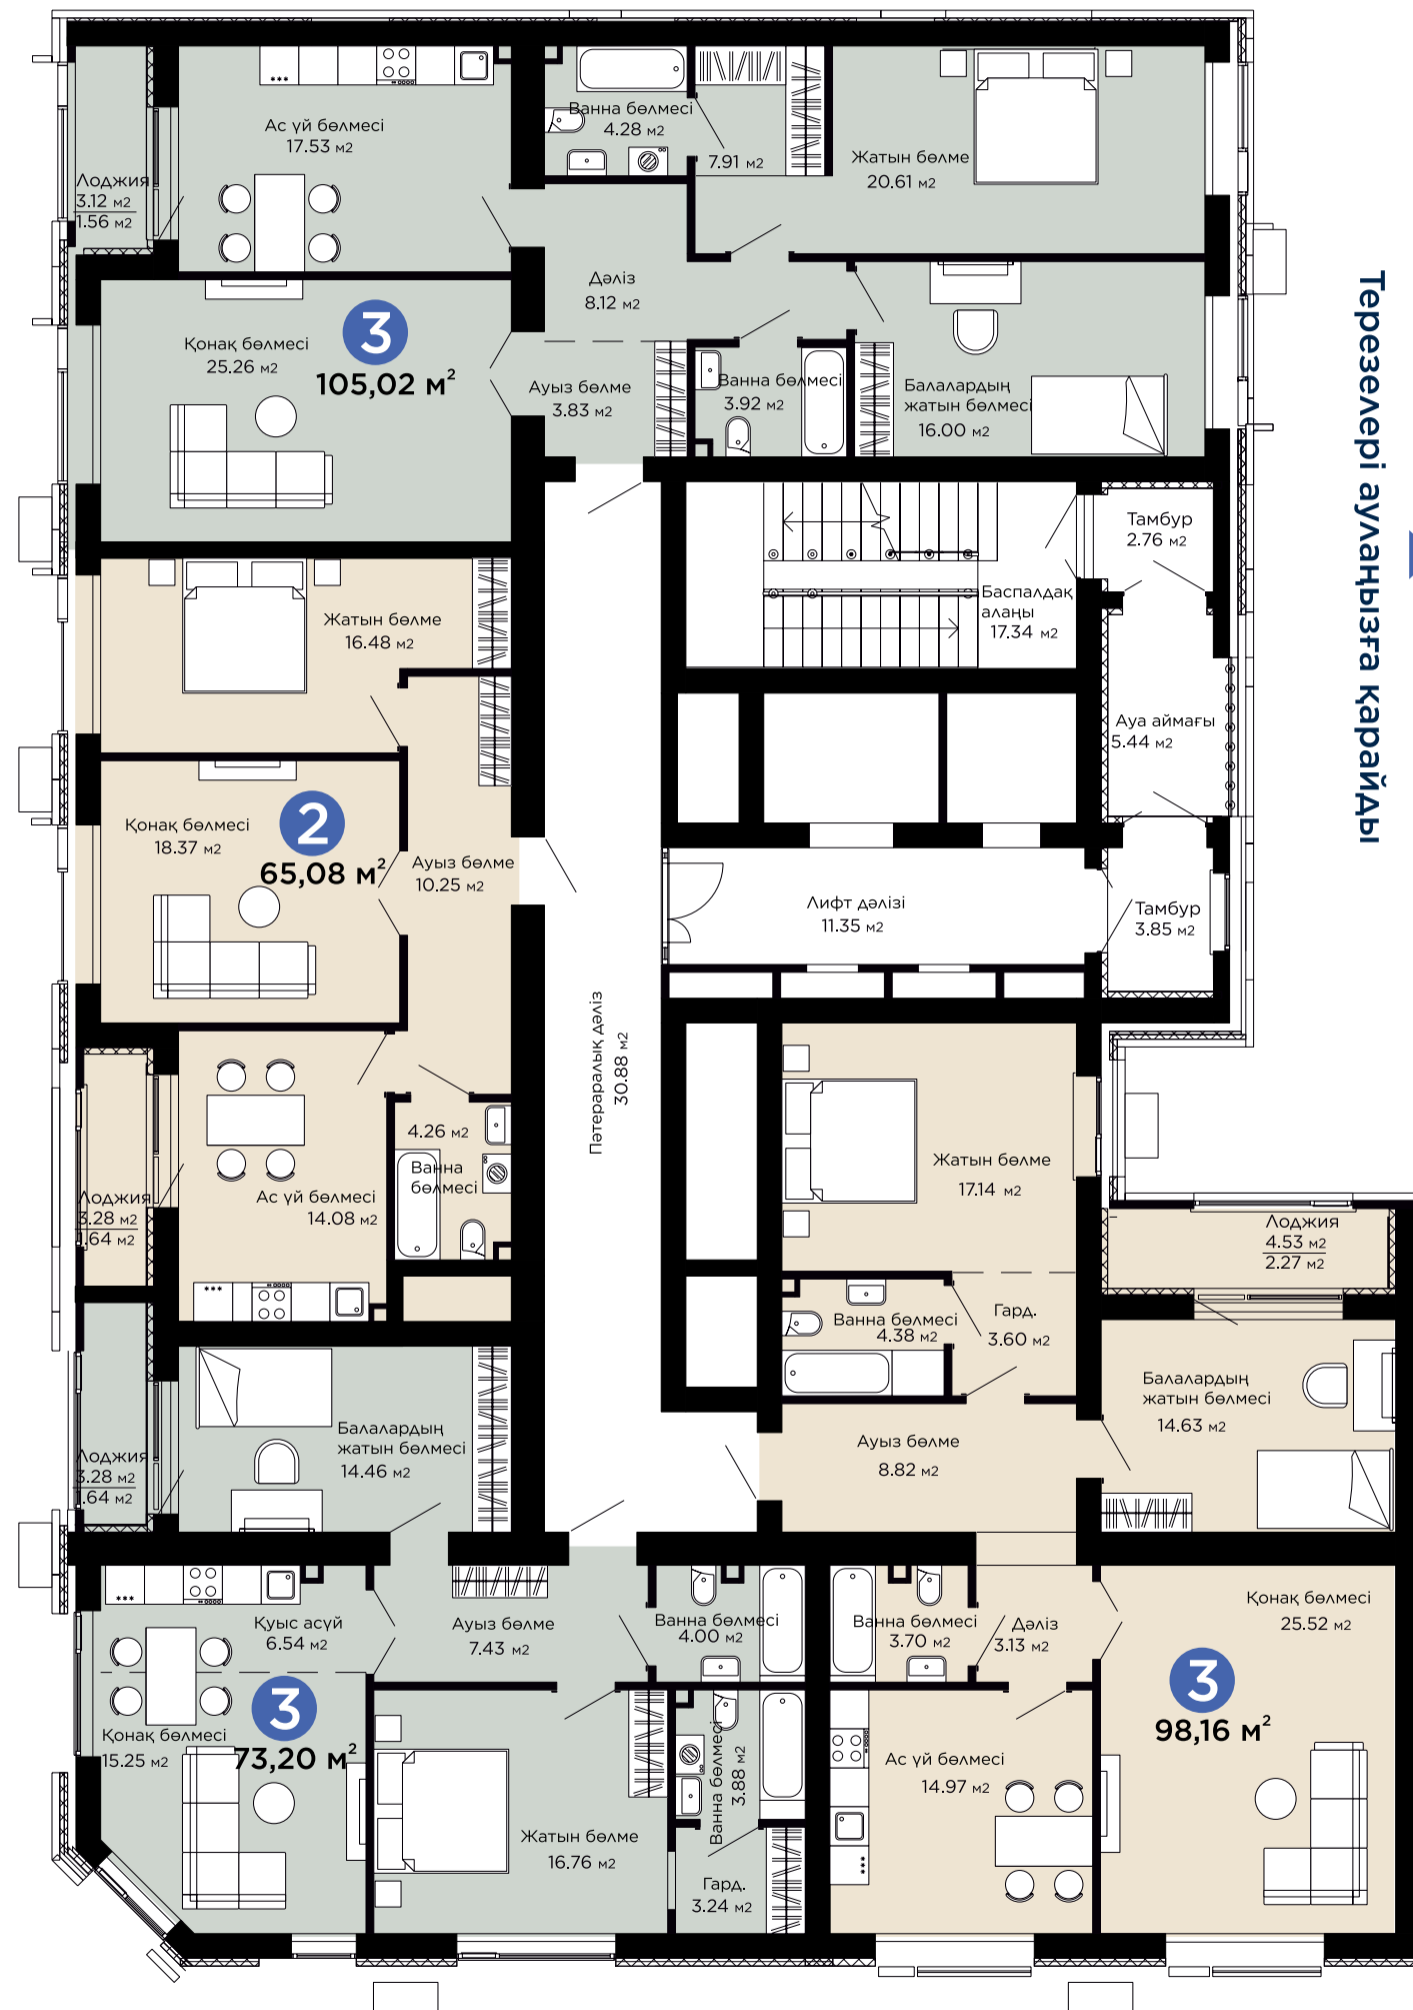 Ас үй бөлмесі
17.53 м2
Лоджия
3.12 м2
1.56 м2
Ванна бөлмесі
4.28 м2
7.91 м2
Жатын бөлме
20.61 м2
Дәліз
8.12 м2
Қонақ бөлмесі
25.26 м2
3
105,02 м²
Ауыз бөлме
3.83 м2
Ванна бөлмесі
3.92 м2
Балалардың
жатын бөлмесі
16.00 м2
Терезелері аулаңызға қарайды
Тамбур
2.76 м2
Баспалдақ
алаңы
17.34 м2
Ауа аймағы
5.44 м2
Жатын бөлме
16.48 м2
Қонақ бөлмесі
18.37 м2
2
65,08 м²
Ауыз бөлме
10.25 м2
Лифт дәлізі
11.35 м2
Тамбур
3.85 м2
Пәтераралық дәліз
30.88 м2
4.26 м2
Ванна
бөлмесі
Ас үй бөлмесі
14.08 м2
Лоджия
3.28 м2
1.64 м2
Жатын бөлме
17.14 м2
Лоджия
4.53 м2
2.27 м2
Ванна бөлмесі
4.38 м2
Гард.
3.60 м2
Балалардың
жатын бөлмесі
14.63 м2
Ауыз бөлме
8.82 м2
Балалардың
жатын бөлмесі
14.46 м2
Лоджия
3.28 м2
1.64 м2
Қуыс асүй
6.54 м2
Ауыз бөлме
7.43 м2
Ванна бөлмесі
4.00 м2
Ванна бөлмесі
3.70 м2
Дәліз
3.13 м2
Қонақ бөлмесі
25.52 м2
3
98,16 м²
3
73,20 м²
Қонақ бөлмесі
15.25 м2
Ванна бөлмесі
3.88 м2
Ас үй бөлмесі
14.97 м2
Жатын бөлме
16.76 м2
Гард.
3.24 м2